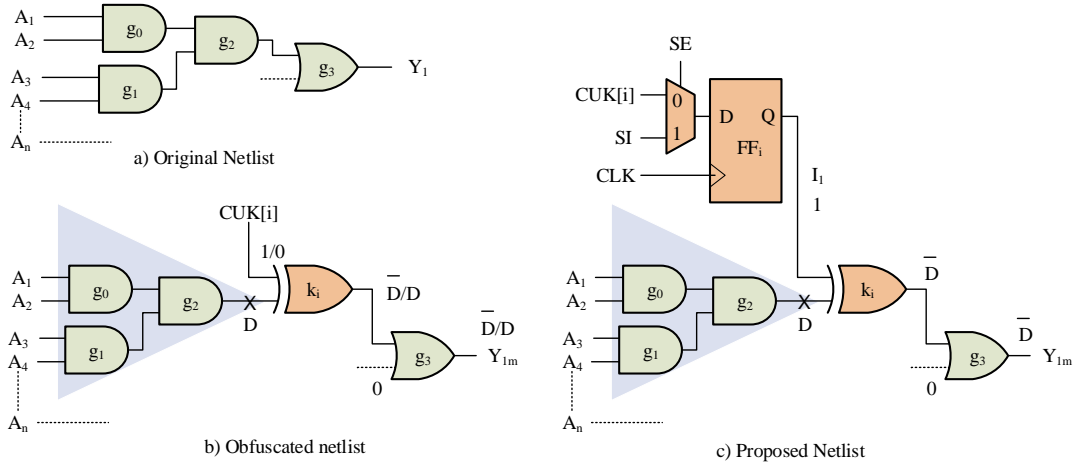 A₁
A₂
g₀
g₂
A₃
A₄
g₁
g₃
Y₁
Aₙ
a) Original Netlist
CUK[i]
1/0
A₁
A₂
g₀
g₂
kᵢ
D̅/D
X
D
A₃
A₄
g₁
D̅/D
g₃
Y₁ₘ
0
Aₙ
b) Obfuscated netlist
SE
CUK[i]
0
D
Q
SI
1
FFᵢ
CLK
I₁
1
A₁
A₂
g₀
g₂
kᵢ
D̅
X
D
A₃
A₄
g₁
D̅
g₃
Y₁ₘ
0
Aₙ
c) Proposed Netlist